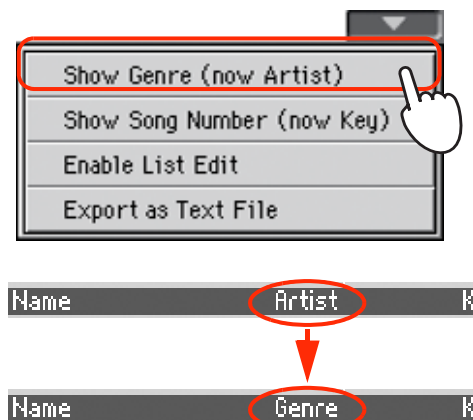 Show Genre (now Artist)
Show Song Number (now Key)
Enable List Edit
Export as Text File
Name Artist K
Name Genre K